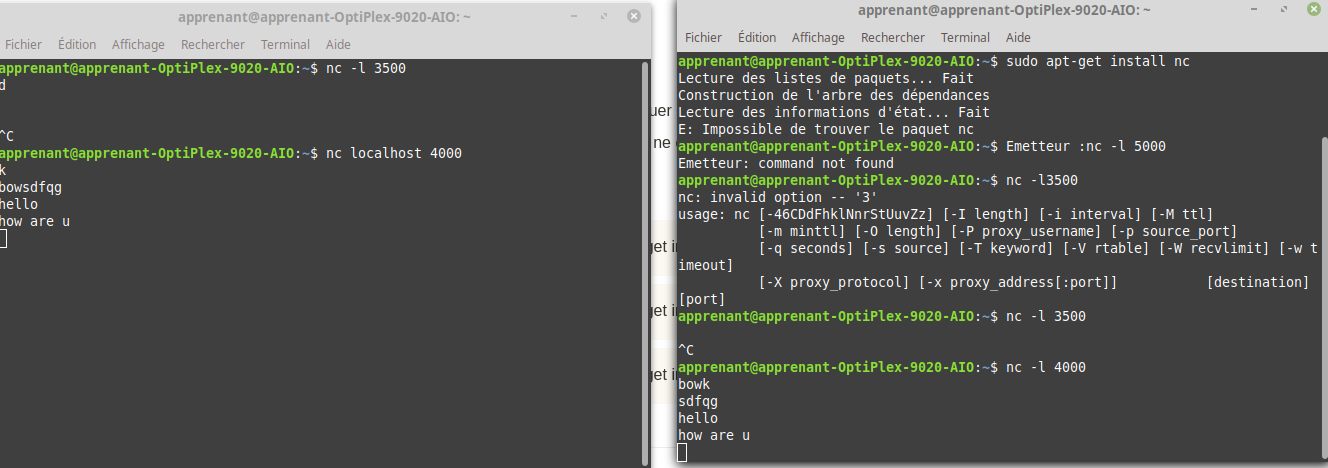 apprenant@apprenant-OptiPlex-9020-AIO: ~
Fichier Édition Affichage Rechercher Terminal Aide
apprenant@apprenant-OptiPlex-9020-AIO:~$ nc -l 3500
d
^C
apprenant@apprenant-OptiPlex-9020-AIO:~$ nc localhost 4000
k
bowsdfqg
hello
how are u
uer
ne
get i
get i
get i
apprenant@apprenant-OptiPlex-9020-AIO: ~
Fichier Édition Affichage Rechercher Terminal Aide
apprenant@apprenant-OptiPlex-9020-AIO:~$ sudo apt-get install nc
Lecture des listes de paquets... Fait
Construction de l'arbre des dépendances
Lecture des informations d'état... Fait
E: Impossible de trouver le paquet nc
apprenant@apprenant-OptiPlex-9020-AIO:~$ Emetteur :nc -l 5000
Emetteur: command not found
apprenant@apprenant-OptiPlex-9020-AIO:~$ nc -l3500
nc: invalid option -- '3'
usage: nc [-46CDdFhklNnrStUuvZz] [-I length] [-i interval] [-M ttl]
[-m minttl] [-O length] [-P proxy_username] [-p source_port]
[-q seconds] [-s source] [-T keyword] [-V rtable] [-W recvlimit] [-w t
imeout]
[-X proxy_protocol] [-x proxy_address[:port]] [destination]
[port]
apprenant@apprenant-OptiPlex-9020-AIO:~$ nc -l 3500
^C
apprenant@apprenant-OptiPlex-9020-AIO:~$ nc -l 4000
bowk
sdfqg
hello
how are u